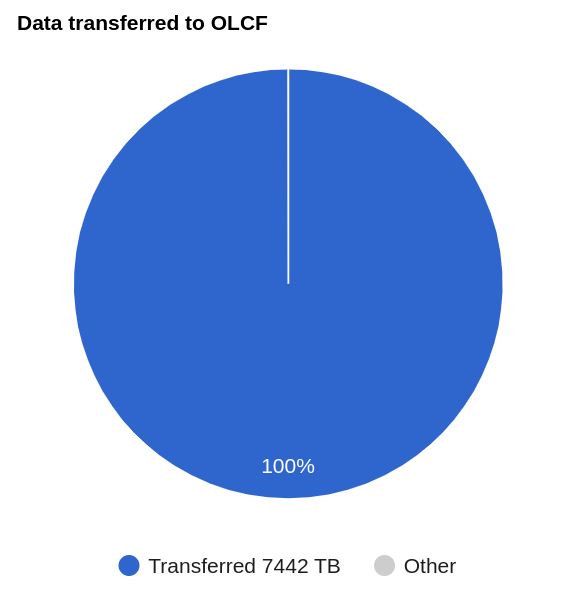 Data transferred to OLCF
100%
Transferred 7442 TB Other